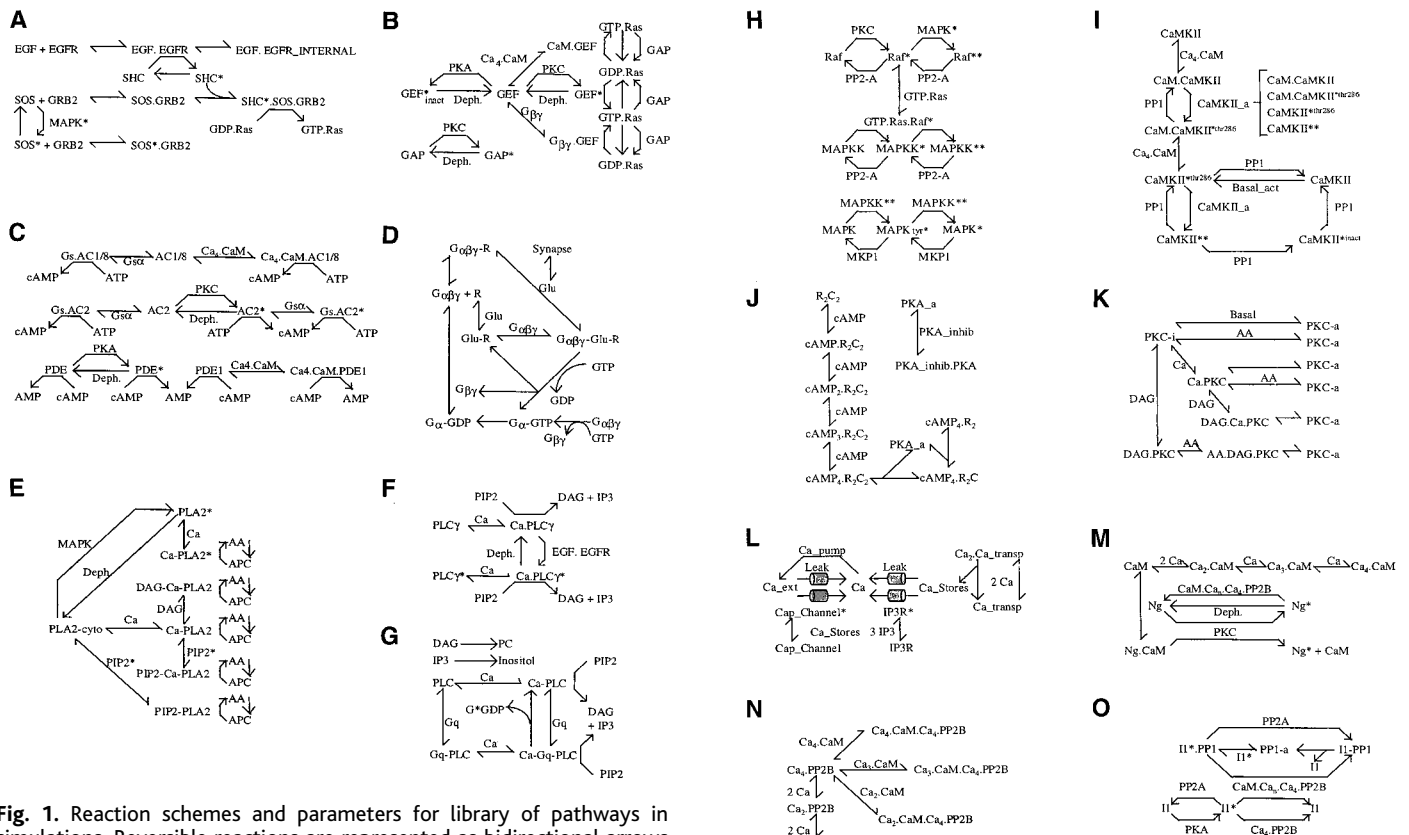 A
EGF + EGFR EGF. EGFR EGF. EGFR_INTERNAL
SHC SHC*
SOS + GRB2 SOS.GRB2 SHC*.SOS.GRB2
MAPK* GDP.Ras GTP.Ras
SOS* + GRB2 SOS*.GRB2
B
GTP.Ras
Ca4.CaM CaM.GEF GAP
PKA PKC GDP.Ras
GEF*inact Deph. GEF Deph. GEF* GAP
GTP.Ras
PKC Gβγ
GAP Deph. GAP* Gβγ.GEF GAP
GDP.Ras
C
Gs.AC1/8 Gsα AC1/8 Ca4.CaM Ca4.CaM.AC1/8
cAMP ATP cAMP ATP
PKC
Gs.AC2 Gsα AC2 Deph. AC2* Gsα Gs.AC2*
cAMP ATP ATP cAMP ATP
PKA
PDE Deph. PDE* PDE1 Ca4.CaM Ca4.CaM.PDE1
AMP cAMP cAMP AMP cAMP cAMP AMP
D
Gαβγ-R Synapse
Glu
Gαβγ + R
Glu Gαβγ
Glu-R Gαβγ-Glu-R
GTP
Gβγ GDP
Gα-GDP Gα-GTP Gαβγ
Gβγ GTP
E
PLA2*
MAPK Ca
Ca-PLA2* AA
APC
Deph.
DAG-Ca-PLA2 AA
APC
DAG
PLA2-cyto Ca Ca-PLA2 AA
APC
PIP2* PIP2*
PIP2-Ca-PLA2 AA
APC
PIP2-PLA2 AA
APC
F
PIP2 DAG + IP3
PLCγ Ca Ca.PLCγ
Deph. EGF. EGFR
PLCγ* Ca Ca.PLCγ*
PIP2 DAG + IP3
G
DAG PC
IP3 Inositol PIP2
PLC Ca Ca-PLC
G*GDP DAG
+ IP3
Gq Gq
Gq-PLC Ca Ca-Gq-PLC
PIP2
H
PKC MAPK*
Raf Raf* Raf**
PP2-A PP2-A
GTP.Ras
GTP.Ras.Raf*
MAPKK MAPKK* MAPKK**
PP2-A PP2-A
MAPKK** MAPKK**
MAPK MAPKtyr* MAPK*
MKP1 MKP1
I
CaMKII
Ca4.CaM
CaM.CaMKII CaM.CaMKII
PP1 CaMKII_a CaM.CaMKII*thr286
CaMKII*thr286
CaM.CaMKII*thr286 CaMKII**
Ca4.CaM
PP1
CaMKII*thr286 Basal_act CaMKII
PP1 CaMKII_a PP1
CaMKII** CaMKII*inact
PP1
J
R2C2 PKA_a
cAMP PKA_inhib
cAMP.R2C2 PKA_inhib.PKA
cAMP
cAMP2.R2C2
cAMP
cAMP3.R2C2 cAMP4.R2
cAMP PKA_a
cAMP4.R2C2 cAMP4.R2C
K
Basal PKC-a
PKC-i AA PKC-a
Ca PKC-a
Ca.PKC AA PKC-a
DAG DAG
DAG.Ca.PKC PKC-a
DAG.PKC AA AA.DAG.PKC PKC-a
L
Ca_pump Ca2.Ca_transp
Leak Leak
Ca_ext Ca Ca_Stores 2 Ca
Cap_Channel* IP3R* Ca_transp
Ca_Stores 3 IP3
Cap_Channel IP3R
M
CaM 2 Ca Ca2.CaM Ca Ca3.CaM Ca Ca4.CaM
CaM.Can.Ca4.PP2B
Ng Deph. Ng*
PKC
Ng.CaM Ng* + CaM
N
Ca4.CaM Ca4.CaM.Ca4.PP2B
Ca4.PP2B Ca3.CaM Ca3.CaM.Ca4.PP2B
2 Ca Ca2.CaM
Ca2.PP2B Ca2.CaM.Ca4.PP2B
2 Ca
O
PP2A
I1*.PP1 I1* PP1-a I1 I1-PP1
PP2A CaM.Can.Ca4.PP2B
I1 I1* I1
PKA Ca4.PP2B
Fig. 1. Reaction schemes and parameters for library of pathways in
simulations. Reversible reactions are represented as bidirectional arrows